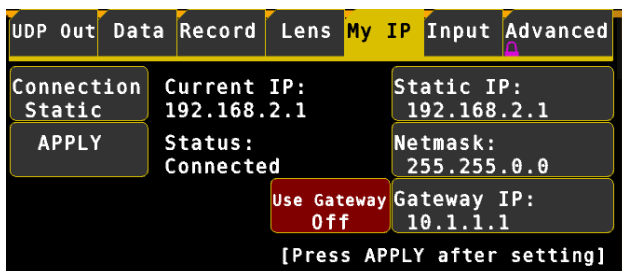 UDP Out Data Record Lens My IP Input Advanced
Connection
Static
Current IP:
192.168.2.1
Static IP:
192.168.2.1
APPLY
Status:
Connected
Netmask:
255.255.0.0
Use Gateway
Off
Gateway IP:
10.1.1.1
[Press APPLY after setting]